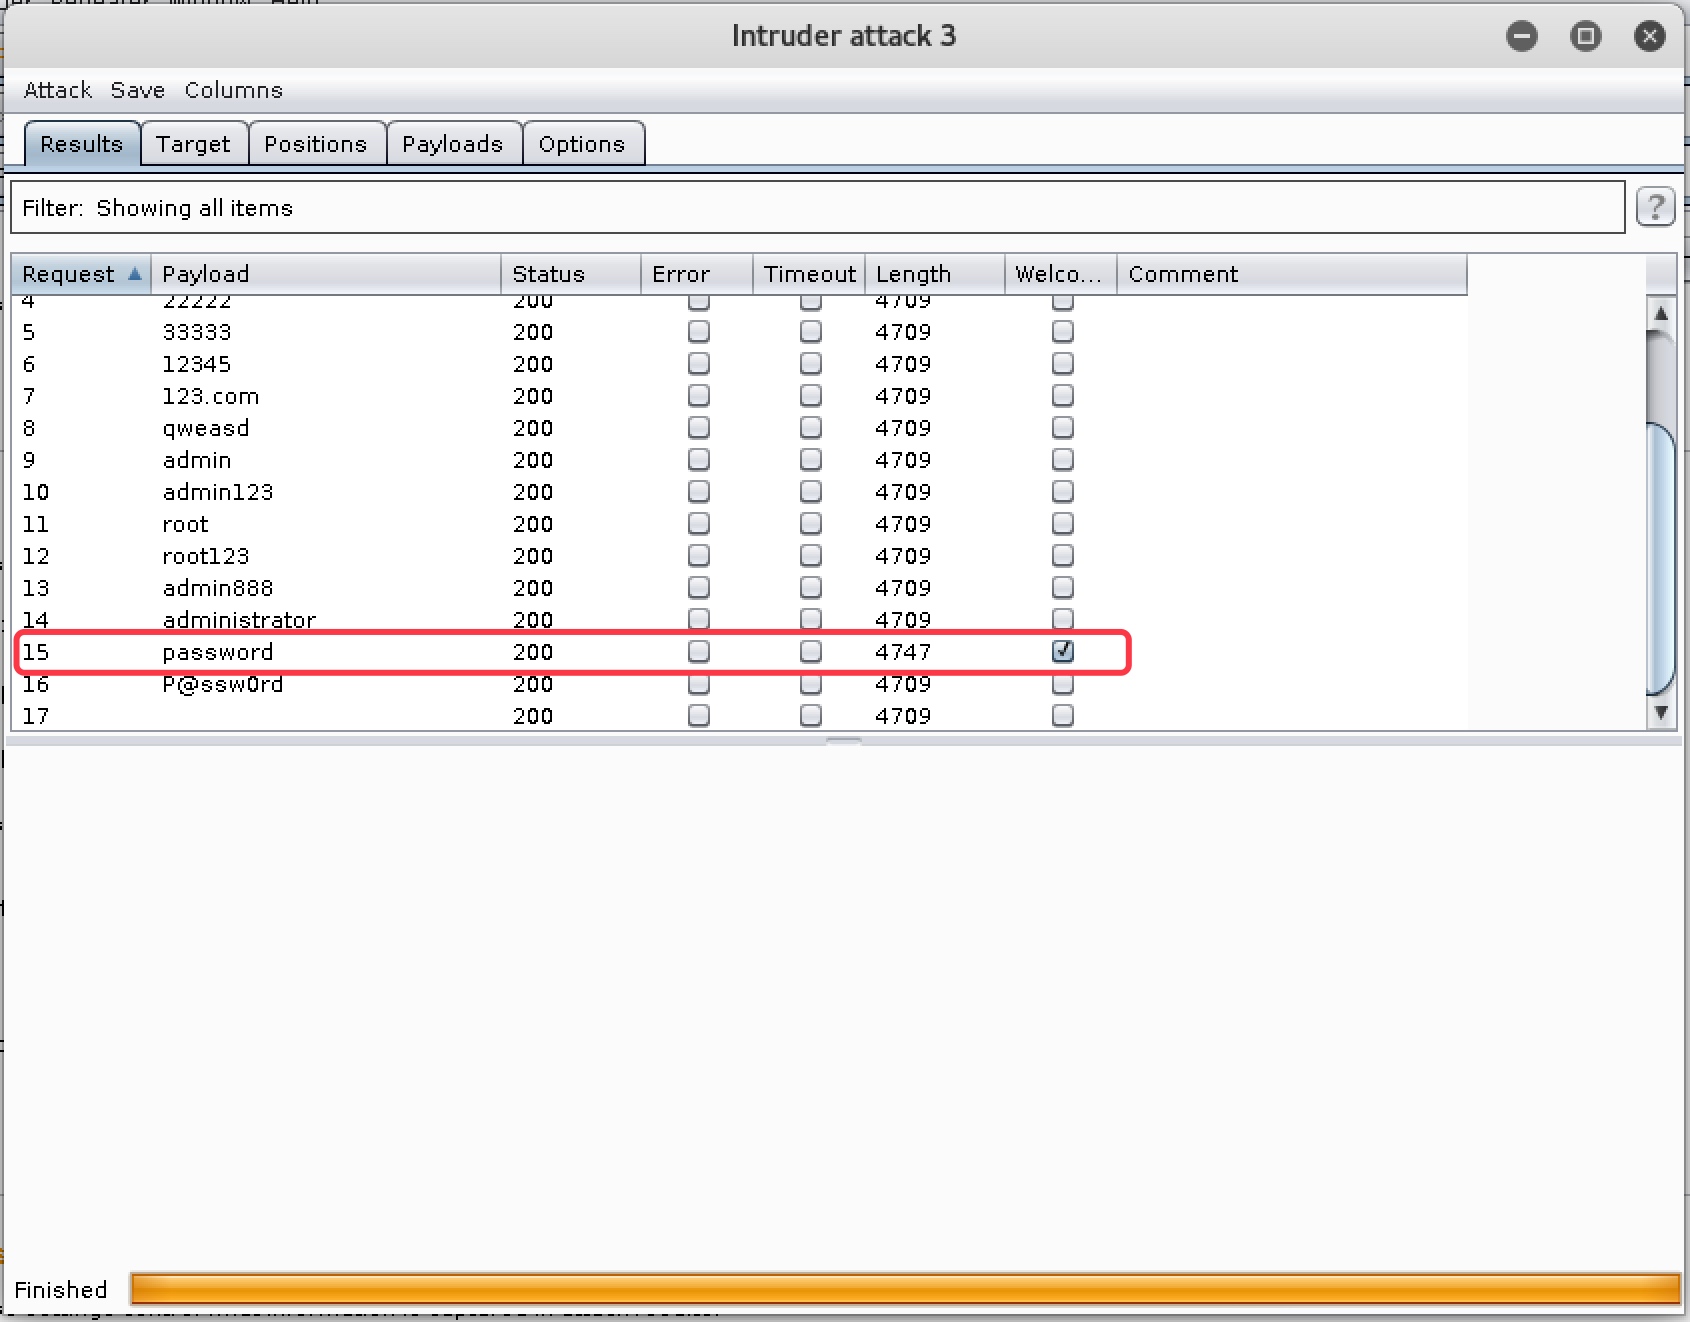 Intruder attack 3
Attack Save Columns
Results Target Positions Payloads Options
Filter: Showing all items ?
Request Payload Status Error Timeout Length Welco... Comment
4 22222 200 4709
5 33333 200 4709
6 12345 200 4709
7 123.com 200 4709
8 qweasd 200 4709
9 admin 200 4709
10 admin123 200 4709
11 root 200 4709
12 root123 200 4709
13 admin888 200 4709
14 administrator 200 4709
15 password 200 4747
16 P@ssw0rd 200 4709
17 200 4709
Finished